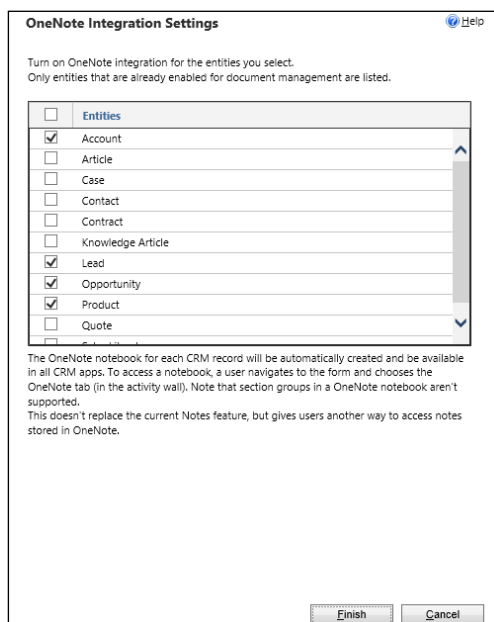 OneNote Integration Settings
Help
Turn on OneNote integration for the entities you select.
Only entities that are already enabled for document management are listed.
Entities
Account
Article
Case
Contact
Contract
Knowledge Article
Lead
Opportunity
Product
Quote
The OneNote notebook for each CRM record will be automatically created and be available
in all CRM apps. To access a notebook, a user navigates to the form and chooses the
OneNote tab (in the activity wall). Note that section groups in a OneNote notebook aren't
supported.
This doesn't replace the current Notes feature, but gives users another way to access notes
stored in OneNote.
Finish
Cancel